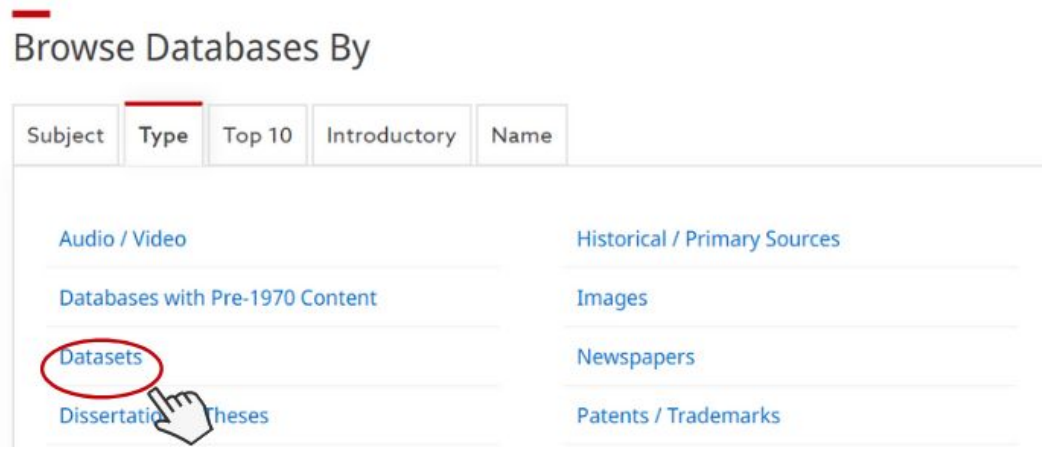 Browse Databases By
Subject Type Top 10 Introductory Name
Audio / Video
Historical / Primary Sources
Databases with Pre-1970 Content
Images
Datasets
Newspapers
Theses
Patents / Trademarks